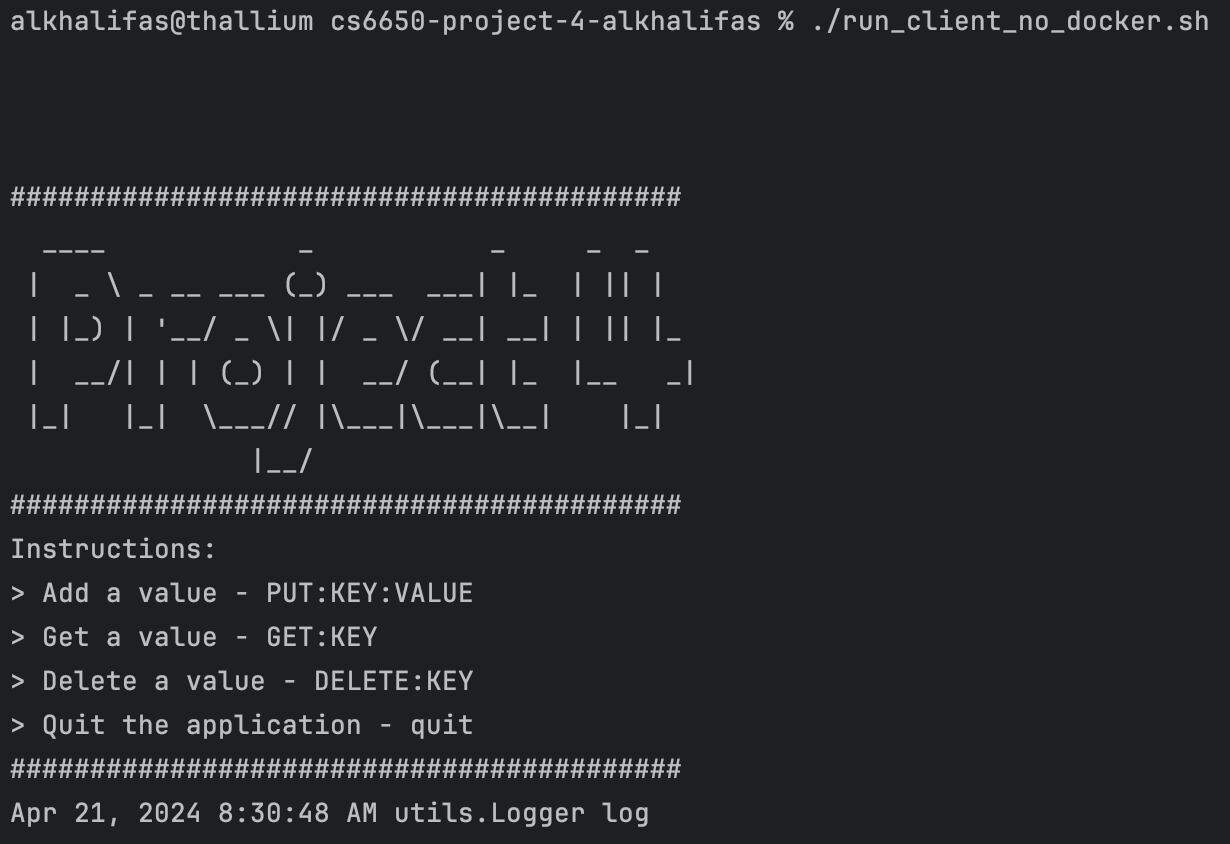 alkhalifas@thallium cs6650-project-4-alkhalifas % ./run_client_no_docker.sh
##########################################
  ____            _           _     _  _
 |  _ \ _ __ ___ (_) ___  ___| |_  | || |
 | |_) | '__/ _ \| |/ _ \/ __| __| | || |_
 |  __/| | | (_) | |  __/ (__| |_  |__   _|
 |_|   |_|  \___// |\___|\___|\__|    |_|
               |__/
##########################################
Instructions:
> Add a value - PUT:KEY:VALUE
> Get a value - GET:KEY
> Delete a value - DELETE:KEY
> Quit the application - quit
##########################################
Apr 21, 2024 8:30:48 AM utils.Logger log